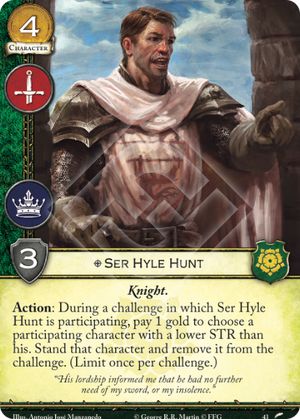 4
CHARACTER
3
SER HYLE HUNT
Knight.
Action: During a challenge in which Ser Hyle
Hunt is participating, pay 1 gold to choose a
participating character with a lower STR than
his. Stand that character and remove it from the
challenge. (Limit once per challenge.)
"His lordship informed me that he had no further
need of my sword, or my insolence."
Illus. Antonio José Manzanedo
© George R.R. Martin © FFG
41